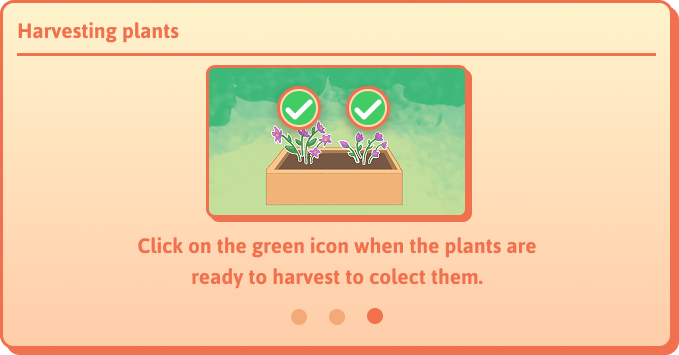 Harvesting plants
Click on the green icon when the plants are
ready to harvest to colect them.